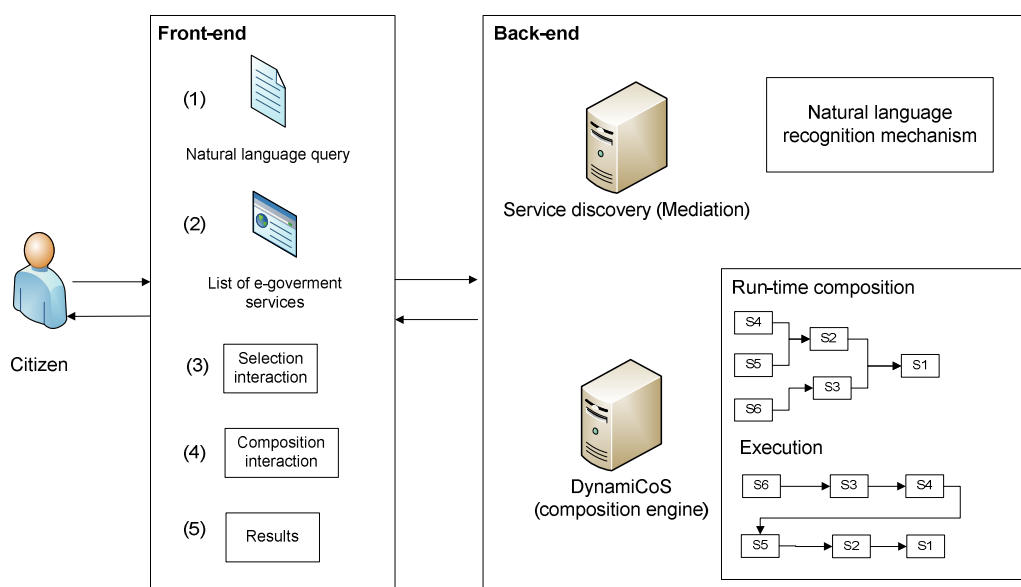 Front-end
(1)
Natural language query
(2)
List of e-goverment
services
(3)
Selection
interaction
(4)
Composition
interaction
(5)
Results
Citizen
Back-end
Service discovery (Mediation)
Natural language
recognition mechanism
DynamiCoS
(composition engine)
Run-time composition
S4
S2
S5
S1
S3
S6
Execution
S6
S3
S4
S5
S2
S1